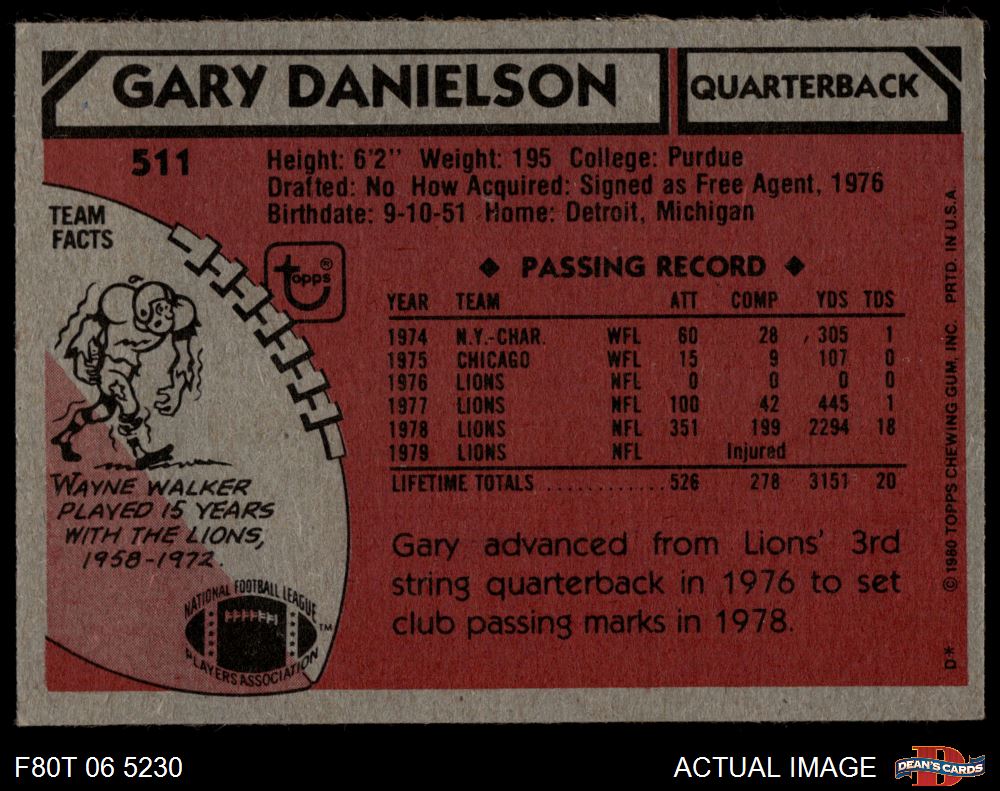 GARY DANIELSON
QUARTERBACK
511
Height: 6'2'' Weight: 195 College: Purdue
Drafted: No How Acquired: Signed as Free Agent, 1976
Birthdate: 9-10-51 Home: Detroit, Michigan
TEAM
FACTS
topps®
◆ PASSING RECORD ◆
YEAR TEAM ATT COMP YDS TDS
1974 N.Y.-CHAR. WFL 60 28 305 1
1975 CHICAGO WFL 15 9 107 0
1976 LIONS NFL 0 0 0 0
1977 LIONS NFL 100 42 445 1
1978 LIONS NFL 351 199 2294 18
1979 LIONS NFL Injured
LIFETIME TOTALS ............ 526 278 3151 20
WAYNE WALKER
PLAYED 15 YEARS
WITH THE LIONS,
1958-1972.
NATIONAL FOOTBALL LEAGUE
PLAYERS ASSOCIATION
TM
Gary advanced from Lions' 3rd
string quarterback in 1976 to set
club passing marks in 1978.
D* © 1980 TOPPS CHEWING GUM, INC. PRTD. IN U.S.A.
F80T 06 5230
ACTUAL IMAGE
D
DEAN'S CARDS